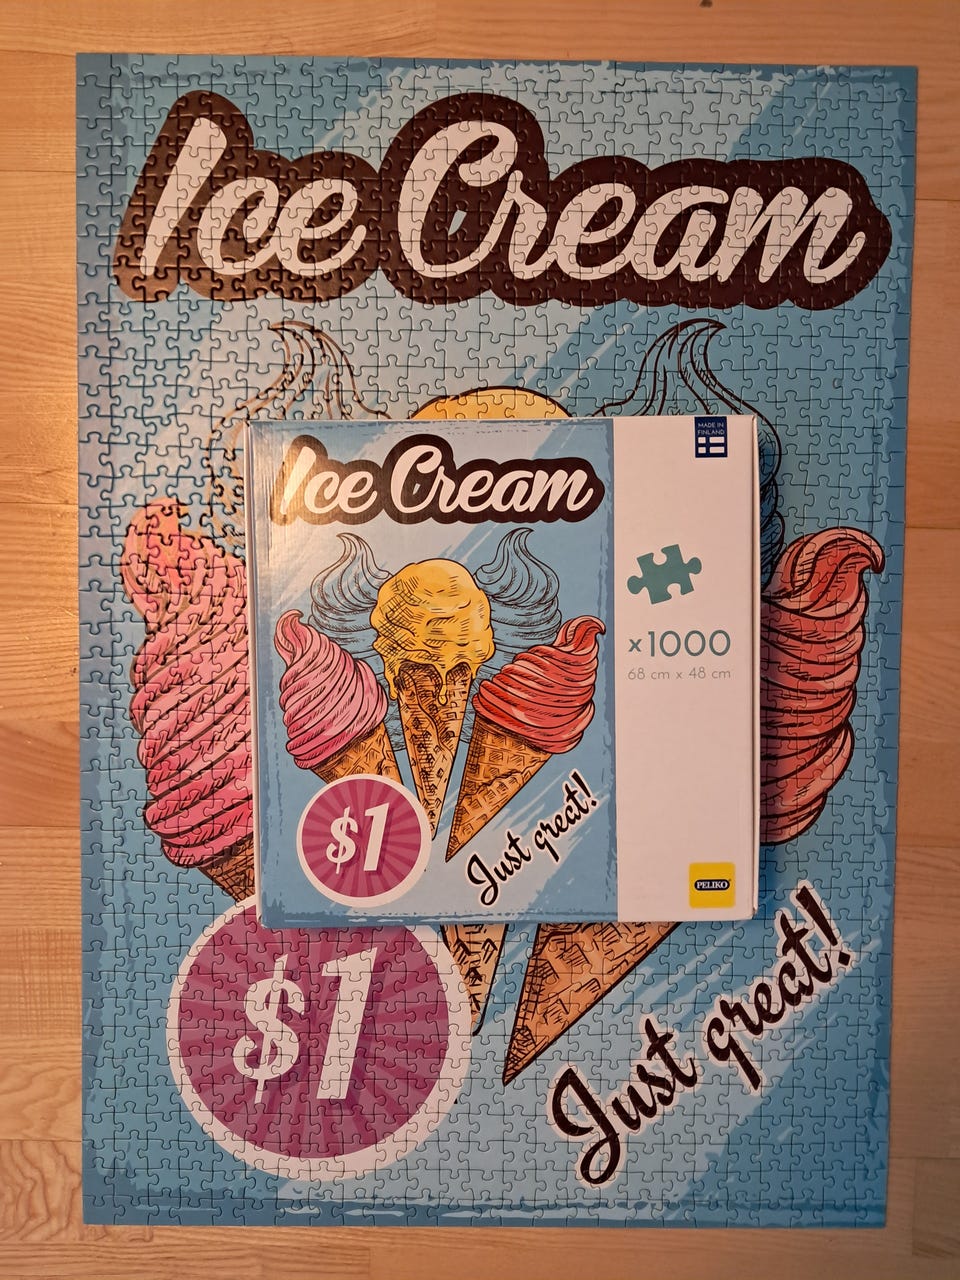 Ice Cream
Ice Cream
MADE IN
FINLAND
x1000
68 cm x 48 cm
$1
Just great!
PELIKO
$1
Just great!